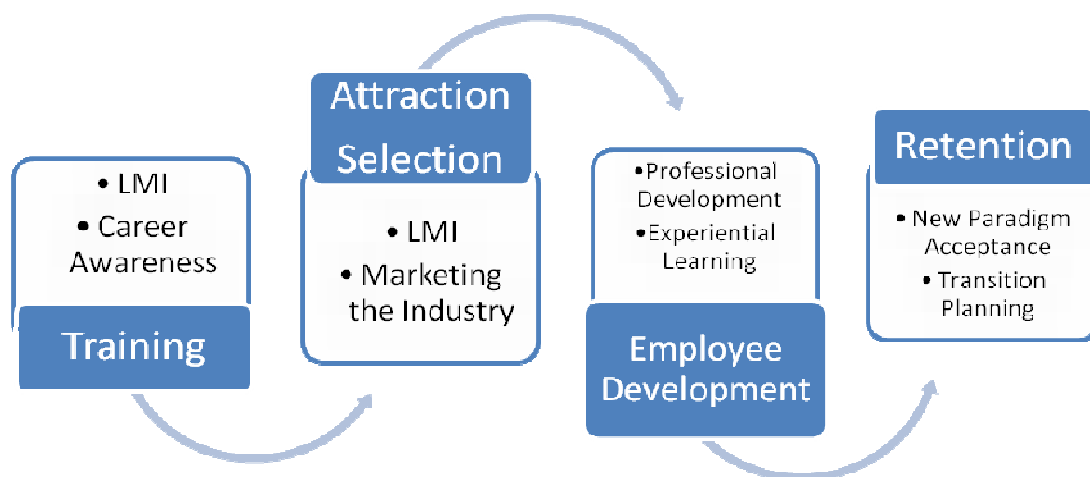 • LMI
• Career
Awareness
Training
Attraction
Selection
• LMI
• Marketing
the Industry
•Professional
Development
•Experiential
Learning
Employee
Development
Retention
• New Paradigm
Acceptance
• Transition
Planning